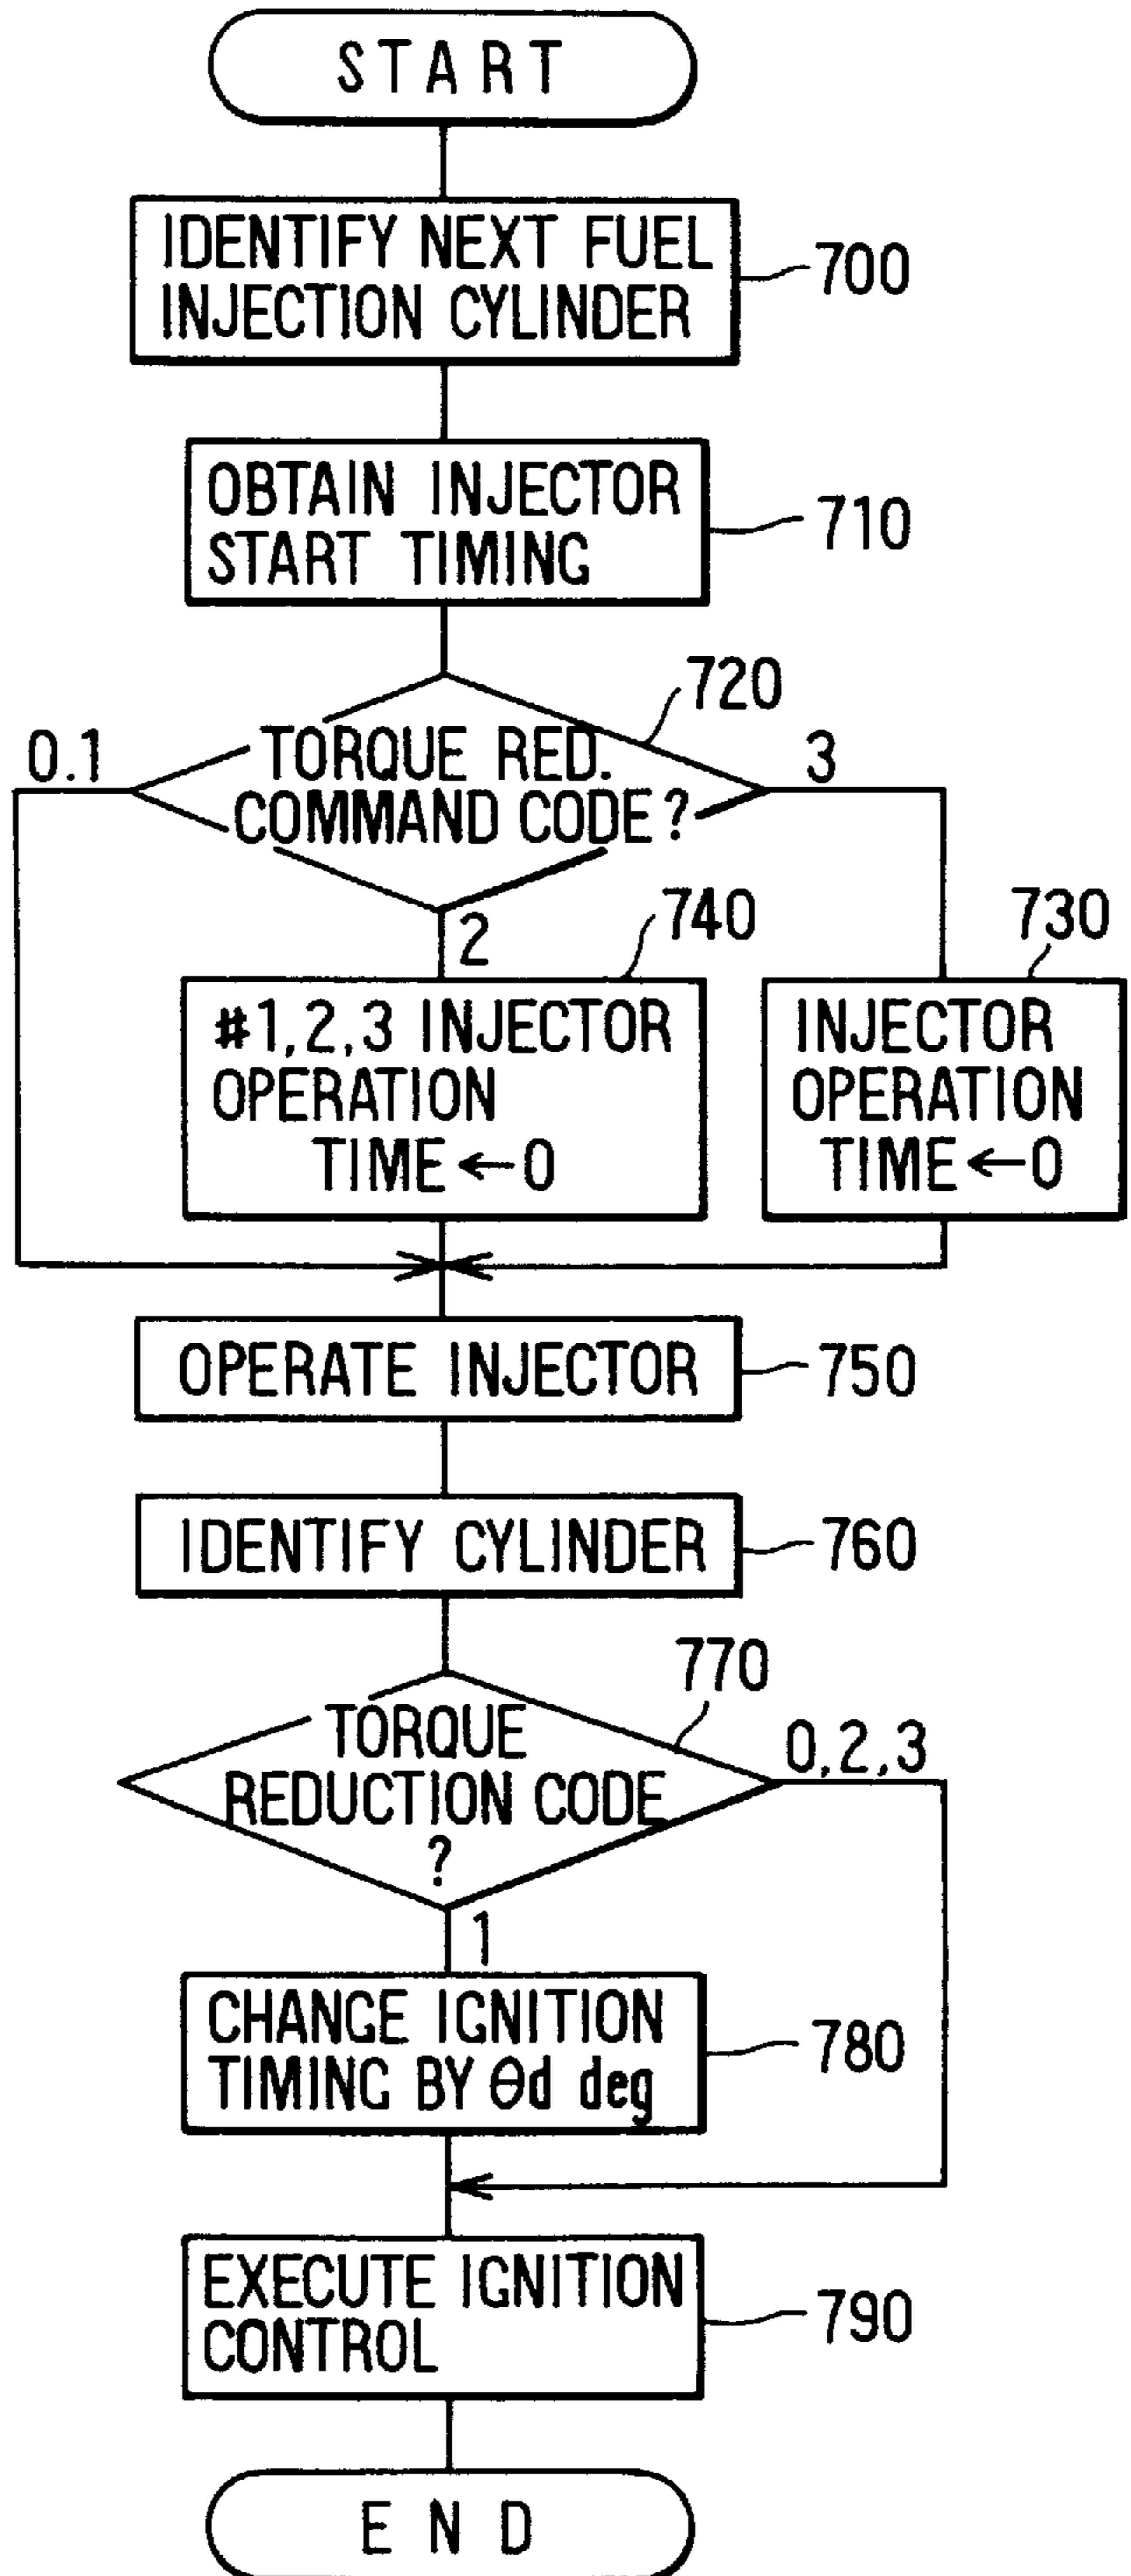 START
IDENTIFY NEXT FUEL
INJECTION CYLINDER
700
OBTAIN INJECTOR
START TIMING
710
720
0.1
TORQUE RED.
COMMAND CODE?
3
2
740
730
#1,2,3 INJECTOR
OPERATION
TIME ← 0
INJECTOR
OPERATION
TIME ← 0
OPERATE INJECTOR
750
IDENTIFY CYLINDER
760
770
TORQUE
REDUCTION CODE
?
0,2,3
1
CHANGE IGNITION
TIMING BY θd deg
780
EXECUTE IGNITION
CONTROL
790
END